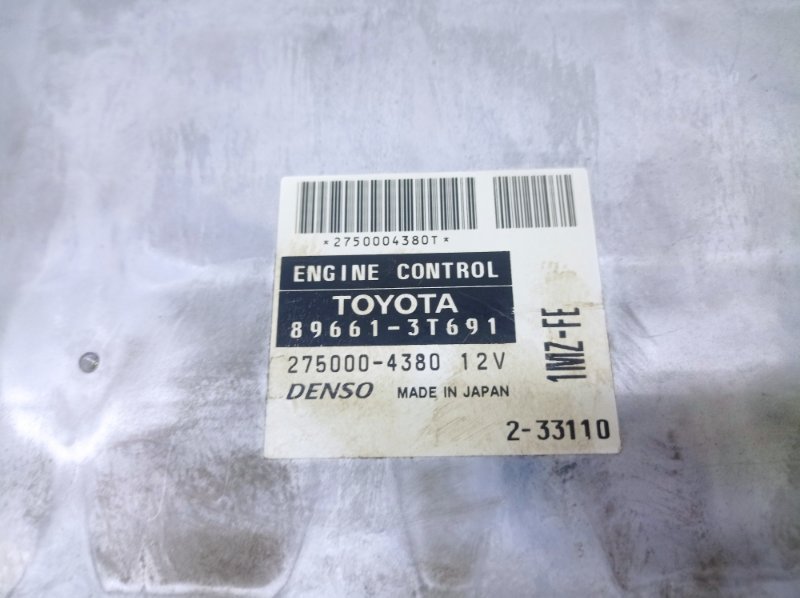 *2750004380T*
ENGINE CONTROL
TOYOTA
89661-3T691
275000-4380 12V
1MZ-FE
DENSO MADE IN JAPAN
2-33110